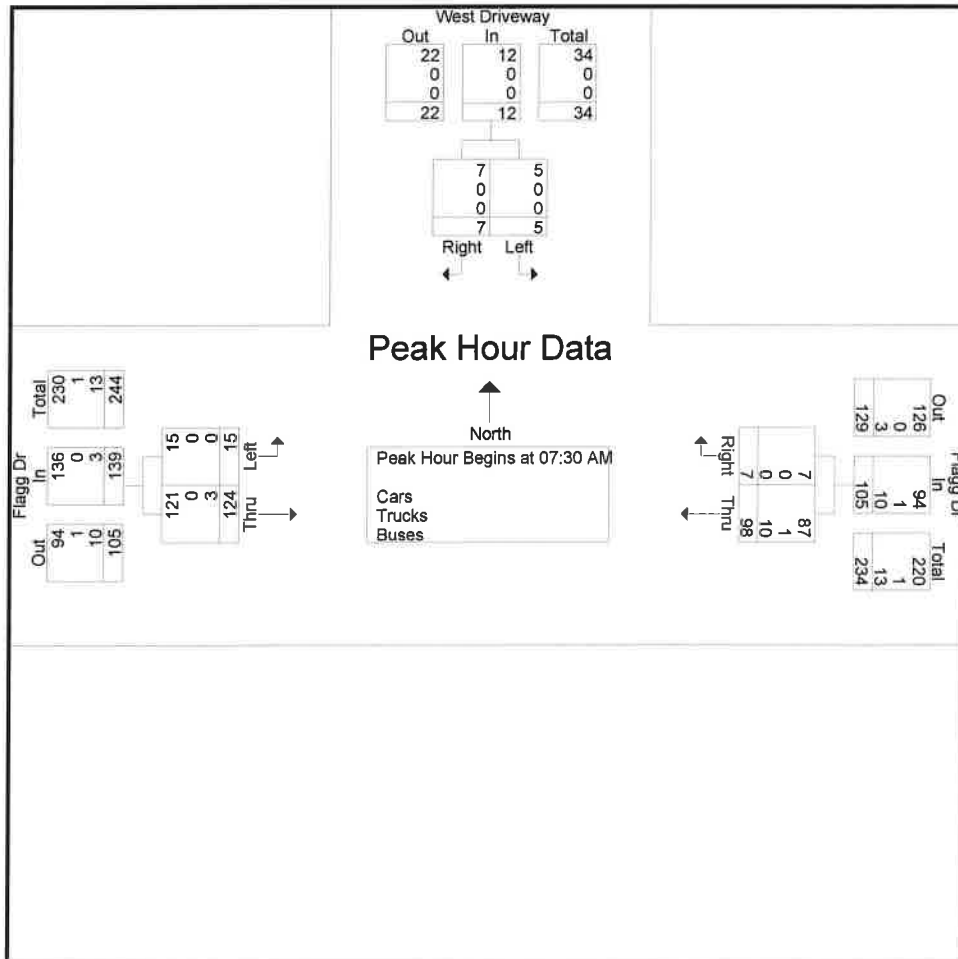 West Driveway
Out In Total
22 12 34
0 0 0
0 0 0
22 12 34
7 5
0 0
0 0
7 5
Right Left
Peak Hour Data
North
Peak Hour Begins at 07:30 AM
Cars
Trucks
Buses
Flagg Dr
Out In Total
94 136 230
1 0 1
10 3 13
105 139 244
121 15
0 0
3 0
124 15
Thru Left
Flagg Dr
Out In Total
126 94 220
0 1 1
3 10 13
129 105 234
7 87
0 1
0 10
7 98
Right Thru